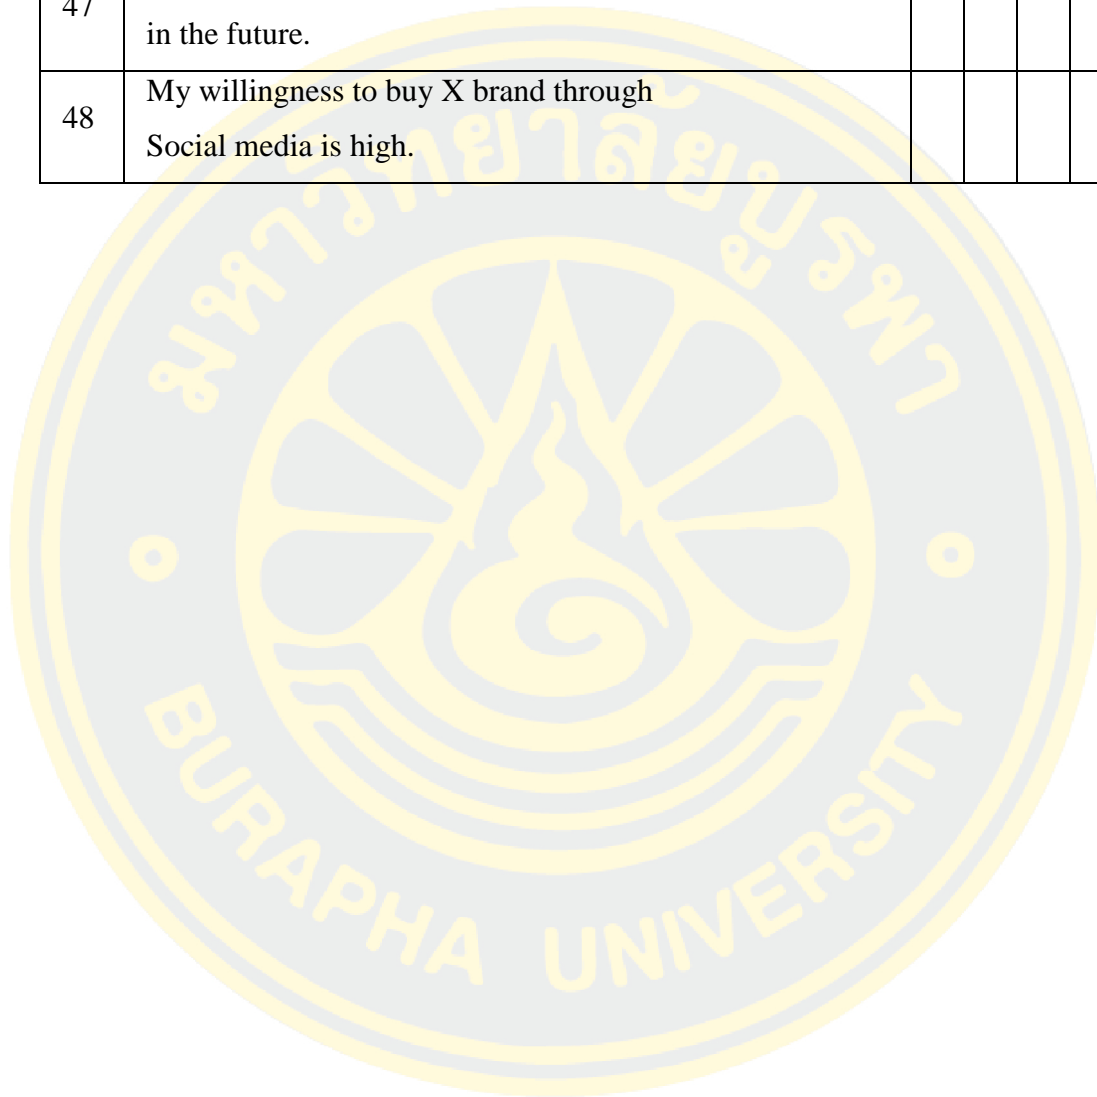 47
in the future.
48
My willingness to buy X brand through
Social media is high.
มหาวิทยาลัยบูรพา
BURAPHA UNIVERSITY